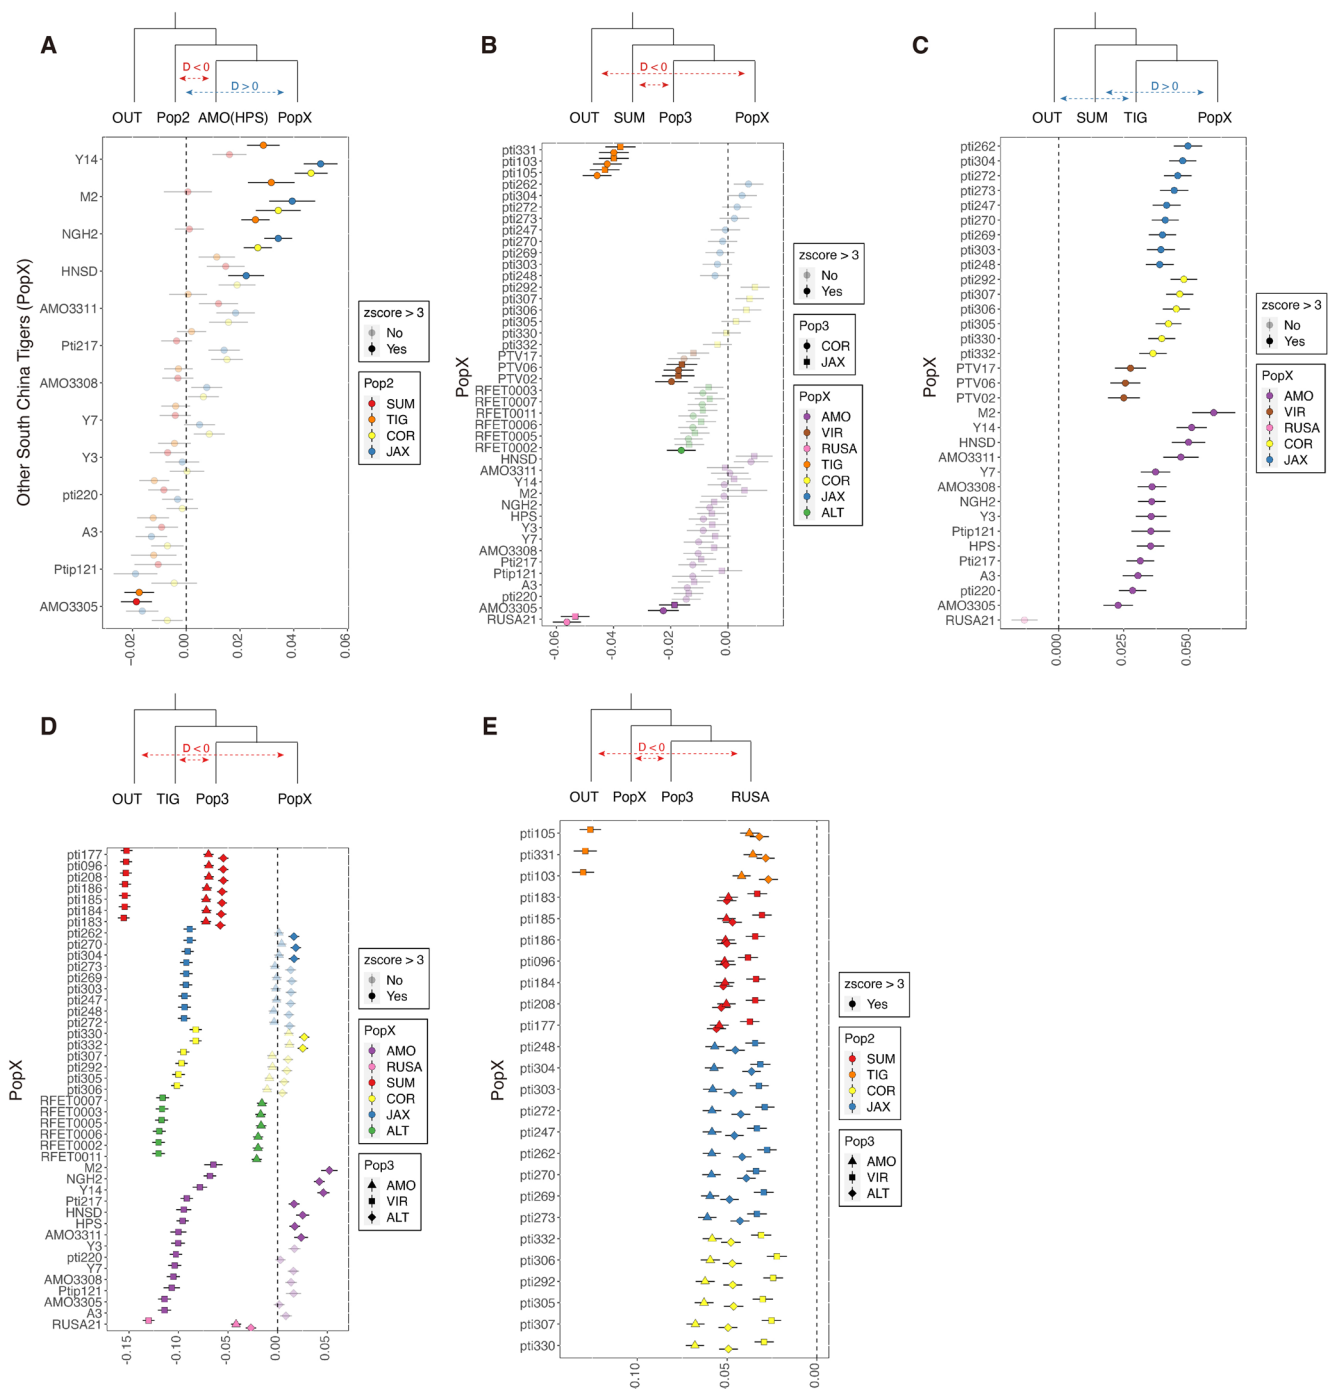 A
D < 0
D > 0
OUT
Pop2
AMO(HPS)
PopX
Other South China Tigers (PopX)
Y14
M2
NGH2
HNSD
AMO3311
Pti217
AMO3308
Y7
Y3
pti220
A3
Ptip121
AMO3305
-0.02
0.00
0.02
0.04
0.06
zscore > 3
No
Yes
Pop2
SUM
TIG
COR
JAX
B
D < 0
OUT
SUM
Pop3
PopX
PopX
pti331
pti103
pti105
pti262
pti304
pti272
pti273
pti247
pti270
pti269
pti303
pti248
pti292
pti307
pti306
pti305
pti330
pti332
PTV17
PTV06
PTV02
RFET0003
RFET0007
RFET0011
RFET0006
RFET0005
RFET0002
HNSD
AMO3311
Y14
M2
NGH2
HPS
Y3
Y7
AMO3308
Pti217
Ptip121
A3
pti220
AMO3305
RUSA21
-0.06
-0.04
-0.02
0.00
zscore > 3
No
Yes
Pop3
COR
JAX
PopX
AMO
VIR
RUSA
TIG
COR
JAX
ALT
C
D > 0
OUT
SUM
TIG
PopX
PopX
pti262
pti304
pti272
pti273
pti247
pti270
pti269
pti303
pti248
pti292
pti307
pti306
pti305
pti330
pti332
PTV17
PTV06
PTV02
M2
Y14
HNSD
AMO3311
Y7
AMO3308
NGH2
Y3
Ptip121
HPS
Pti217
A3
pti220
AMO3305
RUSA21
0.000
0.025
0.050
zscore > 3
No
Yes
PopX
AMO
VIR
RUSA
COR
JAX
D
D < 0
OUT
TIG
Pop3
PopX
PopX
pti177
pti096
pti208
pti186
pti185
pti184
pti183
pti262
pti270
pti304
pti273
pti269
pti303
pti247
pti248
pti272
pti330
pti332
pti307
pti292
pti305
pti306
RFET0007
RFET0003
RFET0005
RFET0006
RFET0002
RFET0011
M2
NGH2
Y14
Pti217
HNSD
HPS
AMO3311
Y3
pti220
Y7
AMO3308
Ptip121
AMO3305
A3
RUSA21
-0.15
-0.10
-0.05
0.00
0.05
zscore > 3
No
Yes
PopX
AMO
RUSA
SUM
COR
JAX
ALT
Pop3
AMO
VIR
ALT
E
D < 0
OUT
PopX
Pop3
RUSA
PopX
pti105
pti331
pti103
pti183
pti185
pti186
pti096
pti184
pti208
pti177
pti248
pti304
pti303
pti272
pti247
pti262
pti270
pti269
pti273
pti332
pti306
pti292
pti305
pti307
pti330
0.10
0.05
0.00
zscore > 3
Yes
Pop2
SUM
TIG
COR
JAX
Pop3
AMO
VIR
ALT